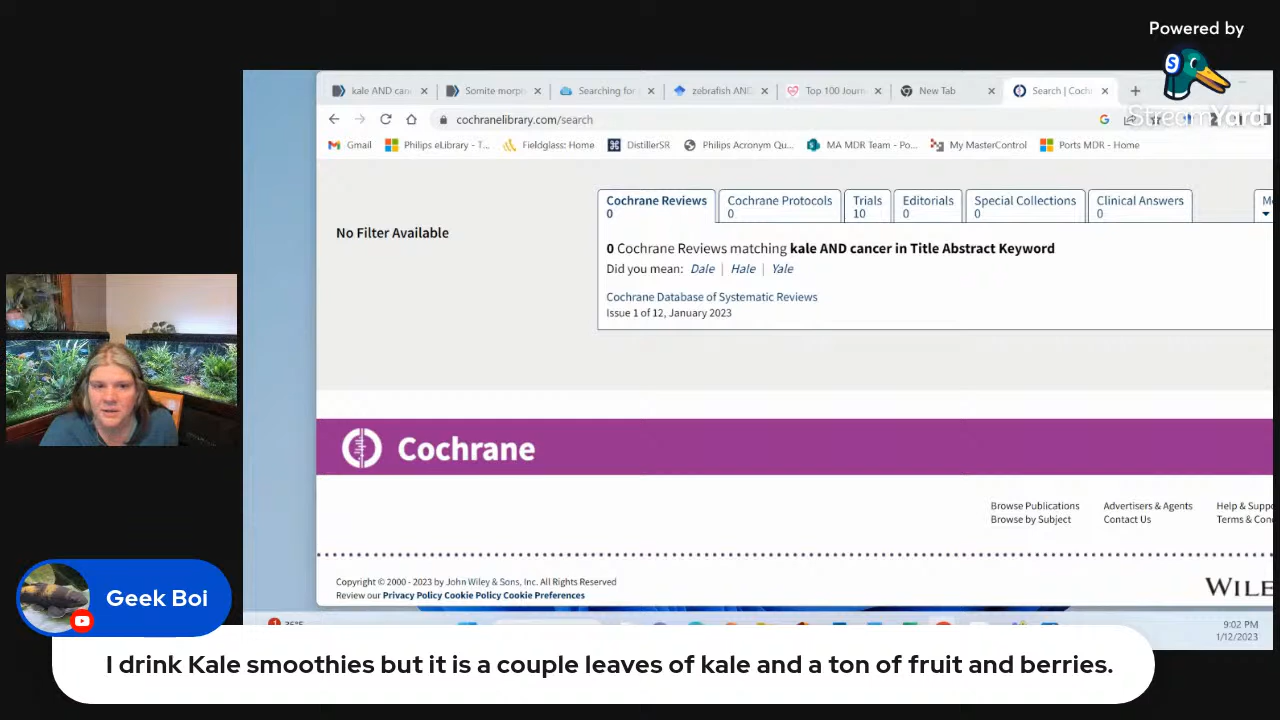 Powered by
StreamYard
kale AND can
Somite morph
Searching for
zebrafish AND
Top 100 Journ
New Tab
Search | Coch
cochranelibrary.com/search
Gmail
Philips eLibrary - T...
Fieldglass: Home
DistillerSR
Philips Acronym Qu...
MA MDR Team - Po...
My MasterControl
Ports MDR - Home
No Filter Available
Cochrane Reviews
0
Cochrane Protocols
0
Trials
10
Editorials
0
Special Collections
0
Clinical Answers
0
0 Cochrane Reviews matching kale AND cancer in Title Abstract Keyword
Did you mean: Dale | Hale | Yale
Cochrane Database of Systematic Reviews
Issue 1 of 12, January 2023
Cochrane
Browse Publications
Browse by Subject
Advertisers & Agents
Contact Us
Help & Suppo
Terms & Con
Copyright © 2000 - 2023 by John Wiley & Sons, Inc. All Rights Reserved
Review our Privacy Policy Cookie Policy Cookie Preferences
WILE
9:02 PM
1/12/2023
Geek Boi
I drink Kale smoothies but it is a couple leaves of kale and a ton of fruit and berries.